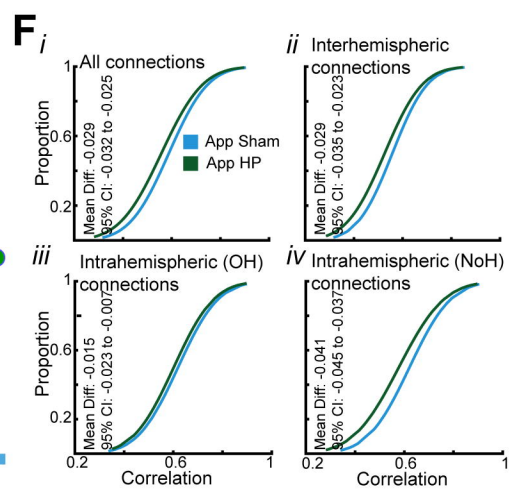 F
i
All connections
Mean Diff: -0.029
95% CI: -0.032 to -0.025
Proportion
1
0.6
0.2
App Sham
App HP
ii
Interhemispheric
connections
Mean Diff: -0.029
95% CI: -0.035 to -0.023
iii
Intrahemispheric (OH)
connections
Mean Diff: -0.015
95% CI: -0.023 to -0.007
Proportion
1
0.6
0.2
0.2
0.6
1
Correlation
iv
Intrahemispheric (NoH)
connections
Mean Diff: -0.041
95% CI: -0.045 to -0.037
0.2
0.6
1
Correlation